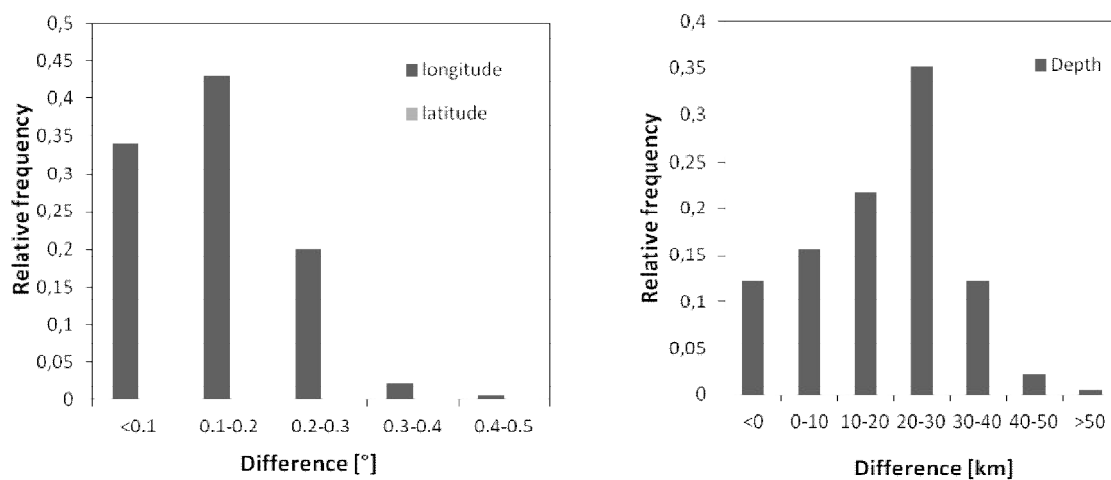 0,5
0,45
0,4
0,35
0,3
0,25
0,2
0,15
0,1
0,05
0
Relative frequency
longitude
latitude
<0.1 0.1-0.2 0.2-0.3 0.3-0.4 0.4-0.5
Difference [°]
0,4
0,35
0,3
0,25
0,2
0,15
0,1
0,05
0
Relative frequency
Depth
<0 0-10 10-20 20-30 30-40 40-50 >50
Difference [km]